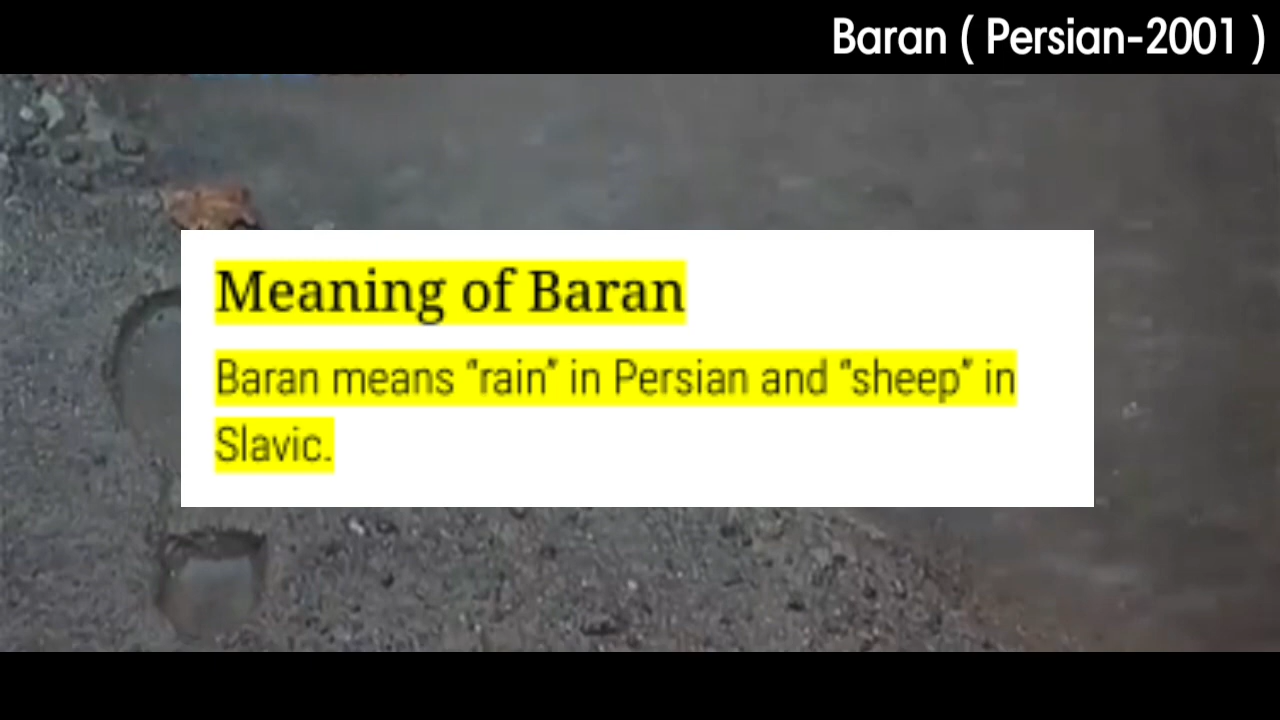 Baran ( Persian-2001 )
Meaning of Baran
Baran means “rain” in Persian and “sheep” in
Slavic.